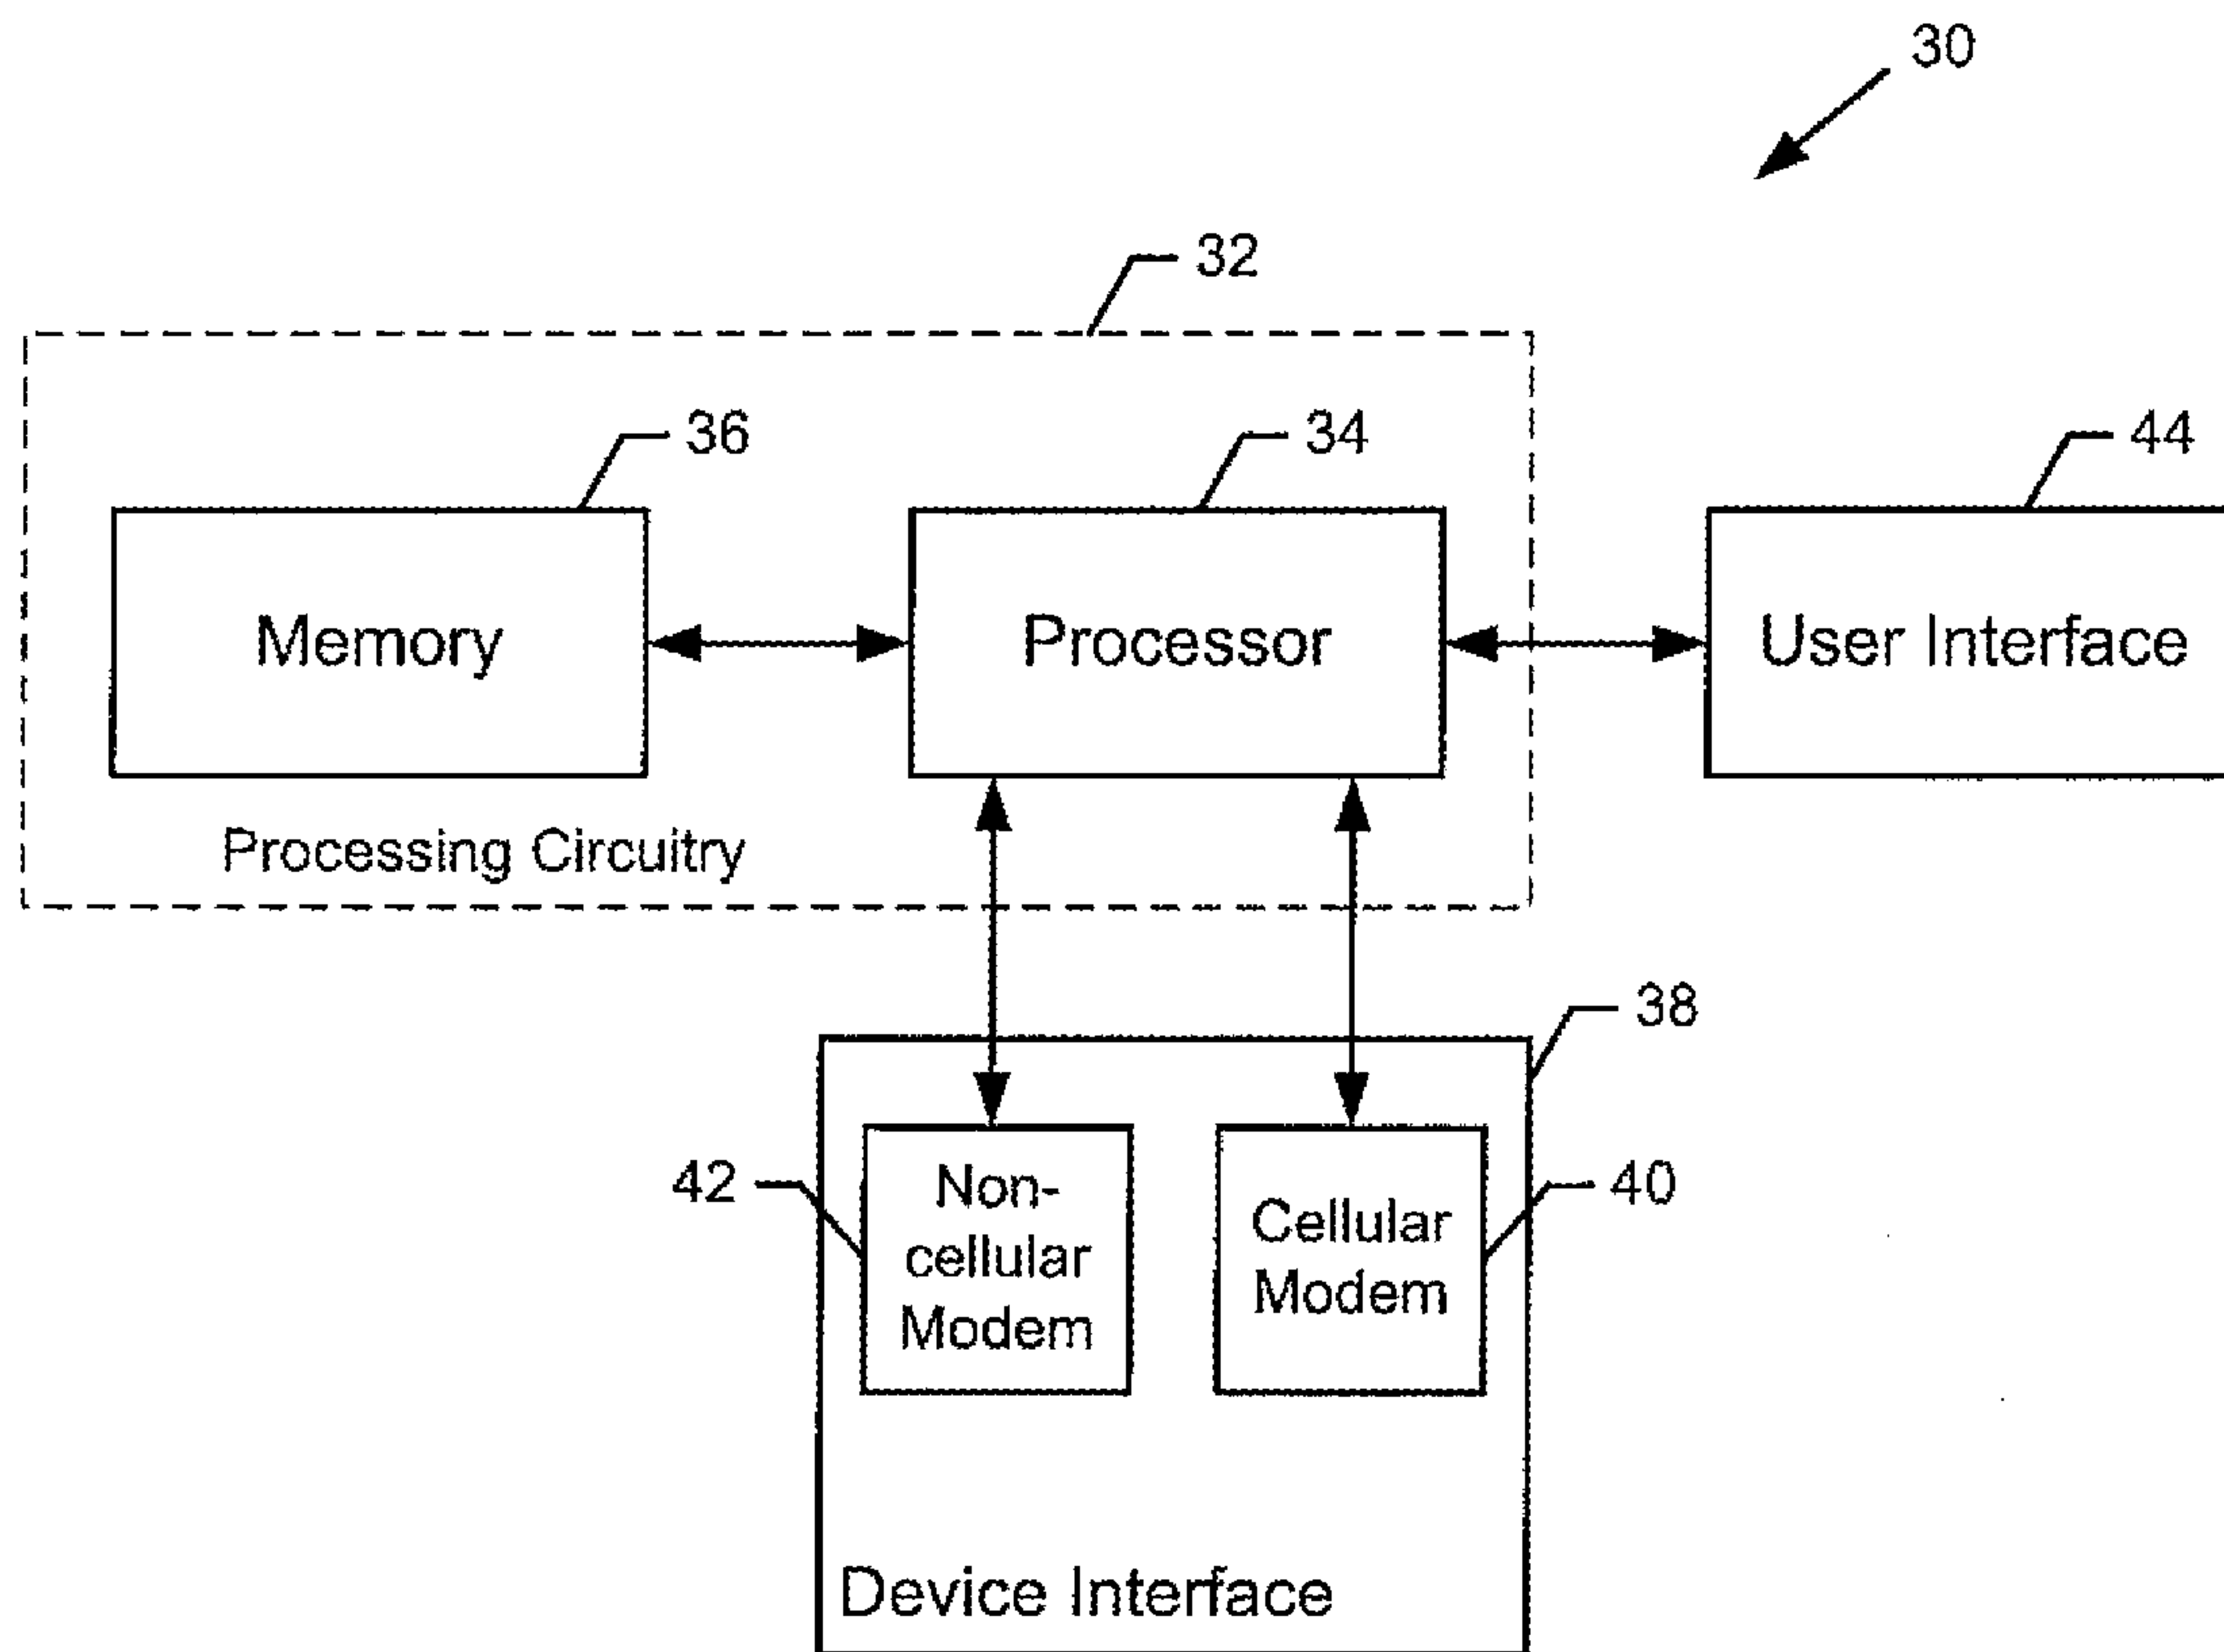 30
32
36
34
44
Memory
Processor
User Interface
Processing Circuitry
38
42
Non-
cellular
Modem
Cellular
Modem
40
Device Interface